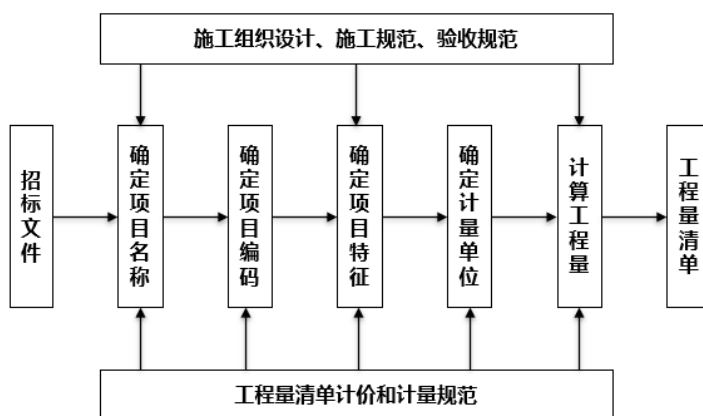 施工组织设计、施工规范、验收规范
招标文件
确定项目名称
确定项目编码
确定项目特征
确定计量单位
计算工程量
工程量清单
工程量清单计价和计量规范